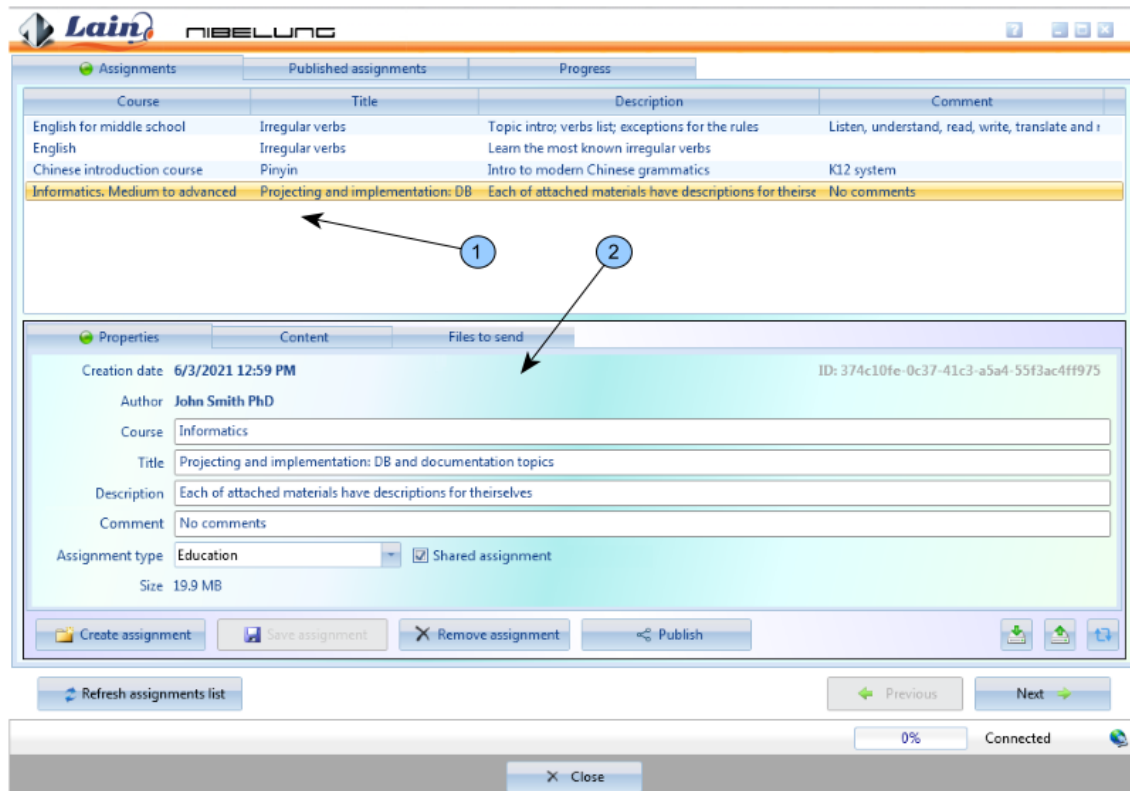 Lain NIBELUNG
Assignments Published assignments Progress
Course Title Description Comment
English for middle school Irregular verbs Topic intro; verbs list; exceptions for the rules Listen, understand, read, write, translate and r
English Irregular verbs Learn the most known irregular verbs
Chinese introduction course Pinyin Intro to modern Chinese grammatics K12 system
Informatics. Medium to advanced Projecting and implementation: DB Each of attached materials have descriptions for theirse No comments
1 2
Properties Content Files to send
Creation date 6/3/2021 12:59 PM ID: 374c10fe-0c37-41c3-a5a4-55f3ac4ff975
Author John Smith PhD
Course Informatics
Title Projecting and implementation: DB and documentation topics
Description Each of attached materials have descriptions for theirselves
Comment No comments
Assignment type Education Shared assignment
Size 19.9 MB
Create assignment Save assignment Remove assignment Publish
Refresh assignments list Previous Next
0% Connected
Close